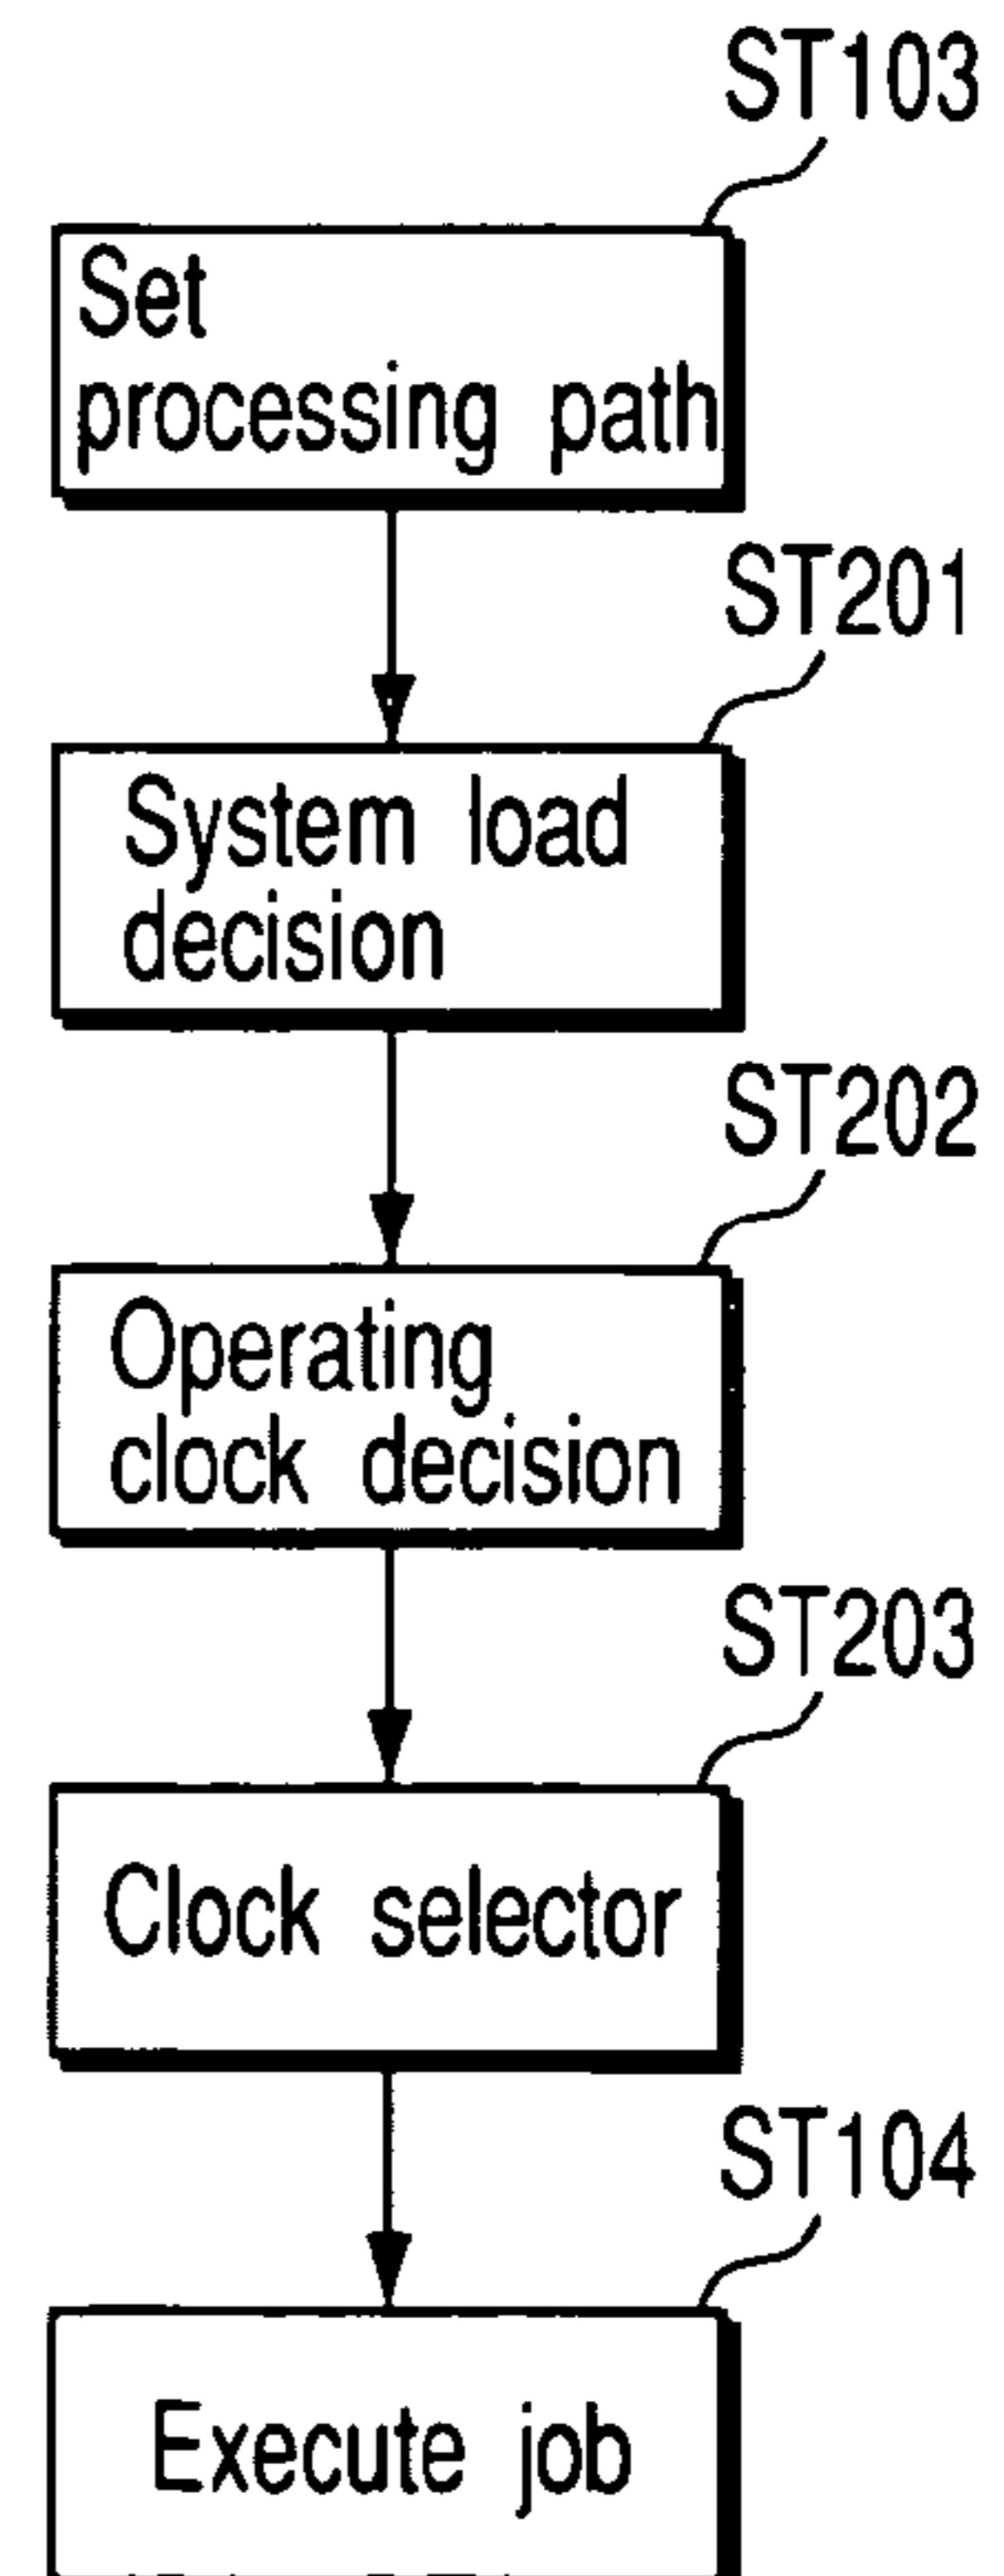 ST103
Set
processing path
ST201
System load
decision
ST202
Operating
clock decision
ST203
Clock selector
ST104
Execute job